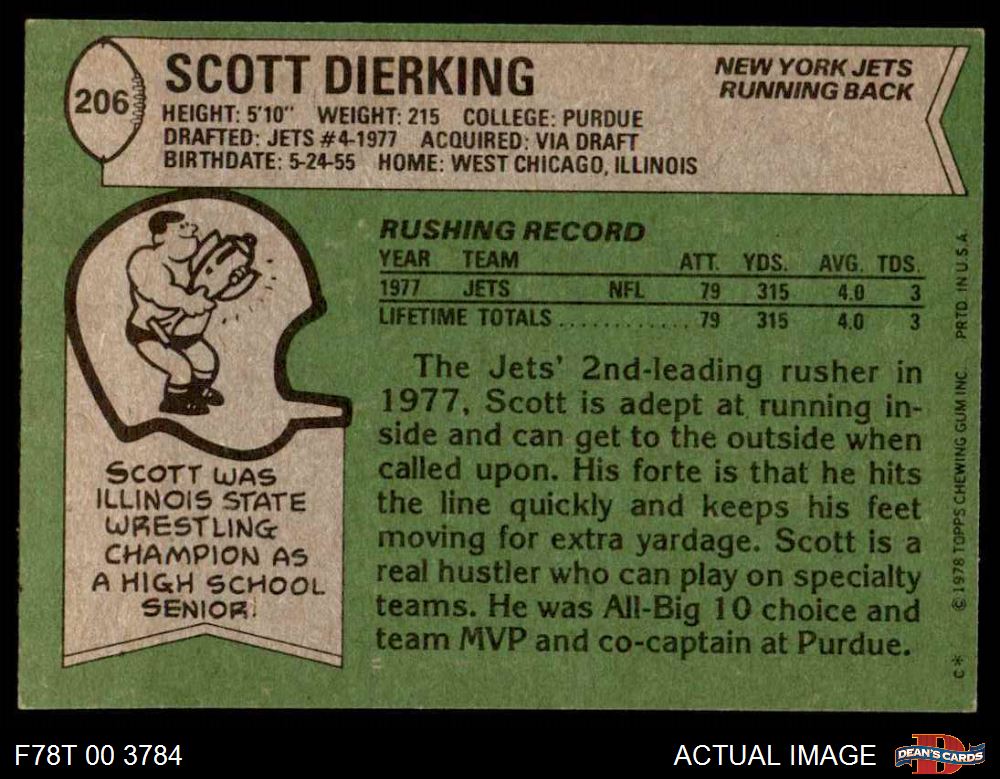 206
SCOTT DIERKING
NEW YORK JETS
RUNNING BACK
HEIGHT: 5'10" WEIGHT: 215 COLLEGE: PURDUE
DRAFTED: JETS #4-1977 ACQUIRED: VIA DRAFT
BIRTHDATE: 5-24-55 HOME: WEST CHICAGO, ILLINOIS
RUSHING RECORD
YEAR TEAM ATT. YDS. AVG. TDS.
1977 JETS NFL 79 315 4.0 3
LIFETIME TOTALS ............ 79 315 4.0 3
The Jets' 2nd-leading rusher in
1977, Scott is adept at running in-
side and can get to the outside when
called upon. His forte is that he hits
the line quickly and keeps his feet
moving for extra yardage. Scott is a
real hustler who can play on specialty
teams. He was All-Big 10 choice and
team MVP and co-captain at Purdue.
SCOTT WAS
ILLINOIS STATE
WRESTLING
CHAMPION AS
A HIGH SCHOOL
SENIOR.
C* © 1978 TOPPS CHEWING GUM INC. PRTD. IN U.S.A.
F78T 00 3784
ACTUAL IMAGE
D
DEAN'S CARDS